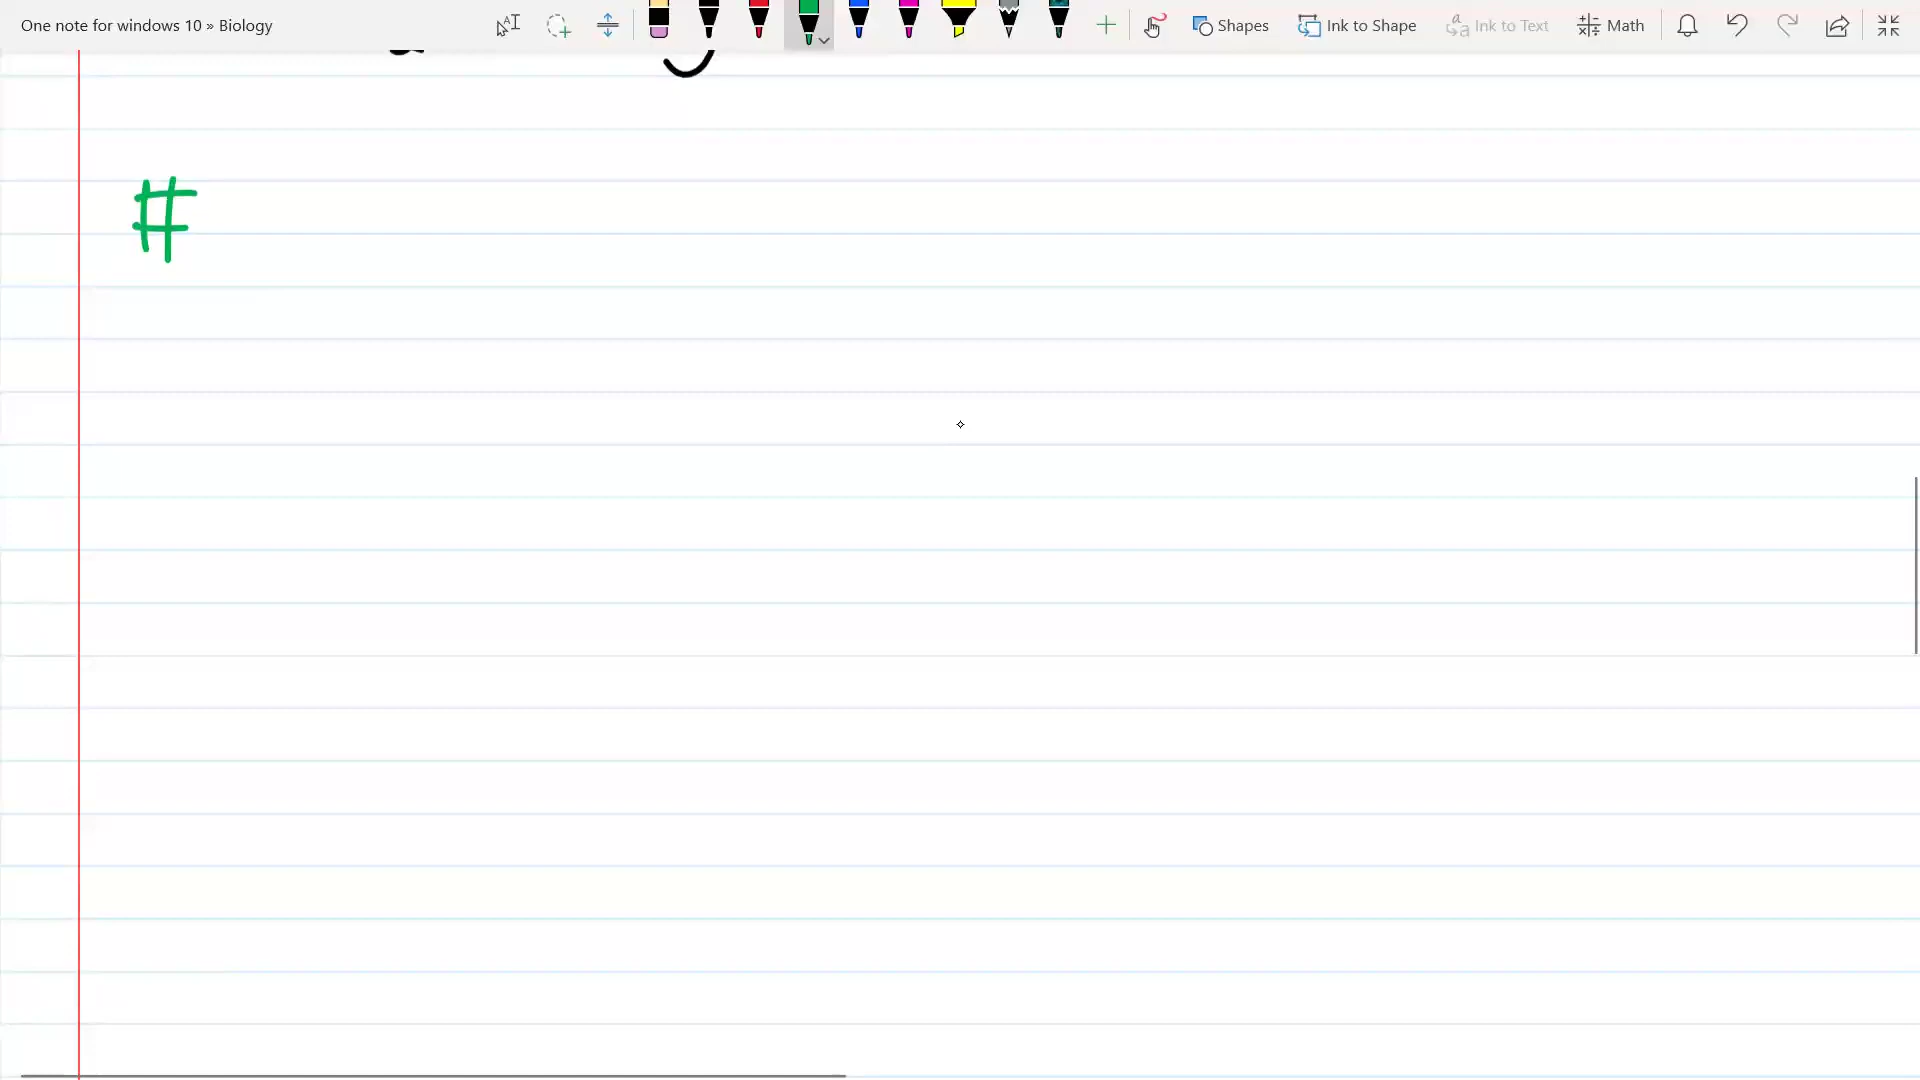 One note for windows 10 » Biology Shapes Ink to Shape Ink to Text Math
#